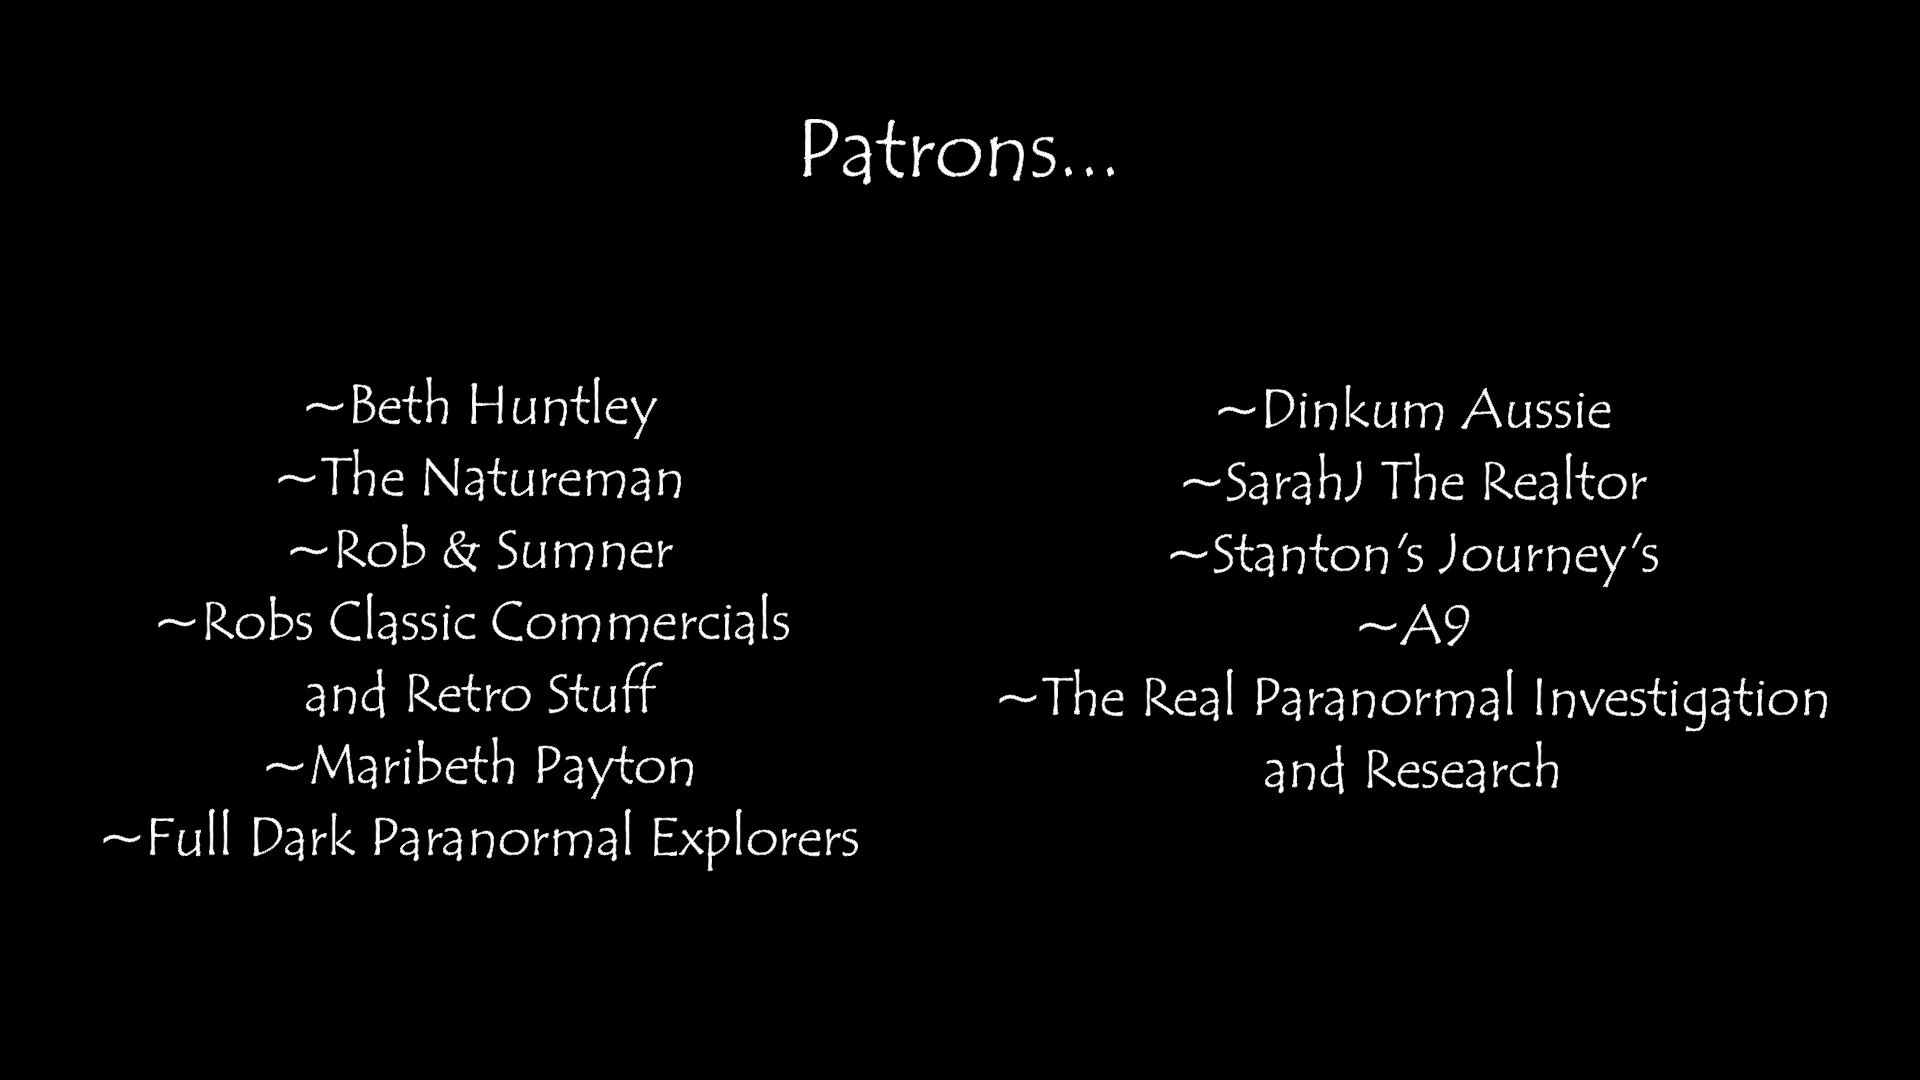 Patrons...
~Beth Huntley
~The Natureman
~Rob & Sumner
~Robs Classic Commercials
and Retro Stuff
~Maribeth Payton
~Full Dark Paranormal Explorers
~Dinkum Aussie
~SarahJ The Realtor
~Stanton's Journey's
~A9
~The Real Paranormal Investigation
and Research